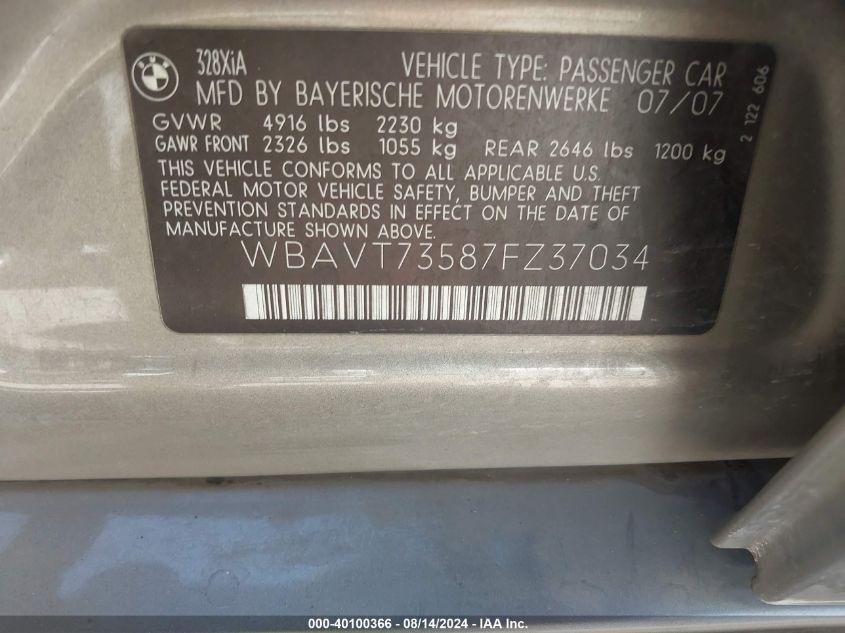 BMW
328XiA
VEHICLE TYPE: PASSENGER CAR
MFD BY BAYERISCHE MOTORENWERKE 07/07
GVWR 4916 lbs 2230 kg
GAWR FRONT 2326 lbs 1055 kg REAR 2646 lbs 1200 kg
THIS VEHICLE CONFORMS TO ALL APPLICABLE U.S.
FEDERAL MOTOR VEHICLE SAFETY, BUMPER AND THEFT
PREVENTION STANDARDS IN EFFECT ON THE DATE OF
MANUFACTURE SHOWN ABOVE.
WBAVT73587FZ37034
2 122 606
000-40100366 - 08/14/2024 - IAA Inc.